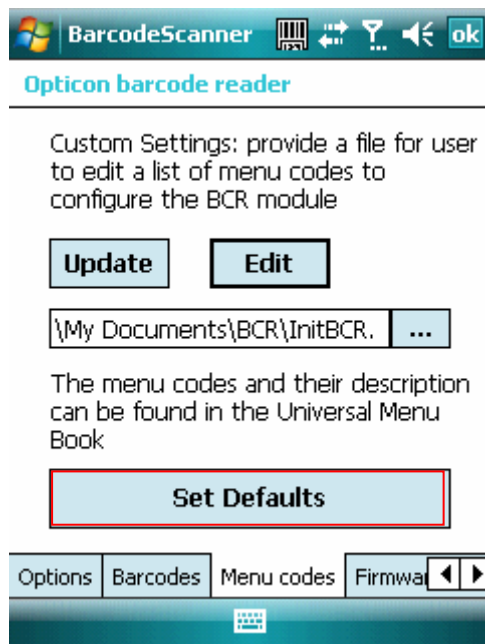 BarcodeScanner
ok
Opticon barcode reader
Custom Settings: provide a file for user
to edit a list of menu codes to
configure the BCR module
Update
Edit
\My Documents\BCR\InitBCR.
...
The menu codes and their description
can be found in the Universal Menu
Book
Set Defaults
Options
Barcodes
Menu codes
Firmwa